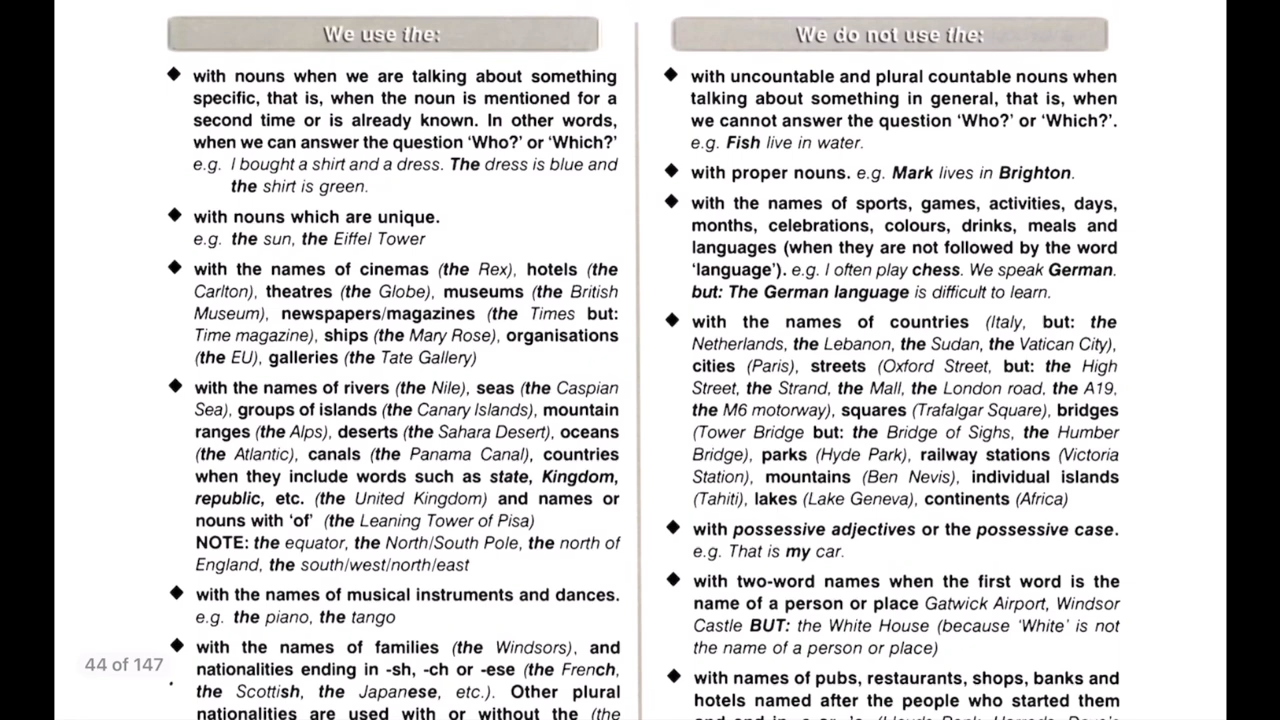 We use the:
with nouns when we are talking about something
specific, that is, when the noun is mentioned for a
second time or is already known. In other words,
when we can answer the question 'Who?' or 'Which?'
e.g. I bought a shirt and a dress. The dress is blue and
the shirt is green.
with nouns which are unique.
e.g. the sun, the Eiffel Tower
with the names of cinemas (the Rex), hotels (the
Carlton), theatres (the Globe), museums (the British
Museum), newspapers/magazines (the Times but:
Time magazine), ships (the Mary Rose), organisations
(the EU), galleries (the Tate Gallery)
with the names of rivers (the Nile), seas (the Caspian
Sea), groups of islands (the Canary Islands), mountain
ranges (the Alps), deserts (the Sahara Desert), oceans
(the Atlantic), canals (the Panama Canal), countries
when they include words such as state, Kingdom,
republic, etc. (the United Kingdom) and names or
nouns with 'of' (the Leaning Tower of Pisa)
NOTE: the equator, the North/South Pole, the north of
England, the south/west/north/east
with the names of musical instruments and dances.
e.g. the piano, the tango
with the names of families (the Windsors), and
nationalities ending in -sh, -ch or -ese (the French,
the Scottish, the Japanese, etc.). Other plural
nationalities are used with or without the (the
44 of 147
We do not use the:
with uncountable and plural countable nouns when
talking about something in general, that is, when
we cannot answer the question 'Who?' or 'Which?'.
e.g. Fish live in water.
with proper nouns. e.g. Mark lives in Brighton.
with the names of sports, games, activities, days,
months, celebrations, colours, drinks, meals and
languages (when they are not followed by the word
'language'). e.g. I often play chess. We speak German.
but: The German language is difficult to learn.
with the names of countries (Italy, but: the
Netherlands, the Lebanon, the Sudan, the Vatican City),
cities (Paris), streets (Oxford Street, but: the High
Street, the Strand, the Mall, the London road, the A19,
the M6 motorway), squares (Trafalgar Square), bridges
(Tower Bridge but: the Bridge of Sighs, the Humber
Bridge), parks (Hyde Park), railway stations (Victoria
Station), mountains (Ben Nevis), individual islands
(Tahiti), lakes (Lake Geneva), continents (Africa)
with possessive adjectives or the possessive case.
e.g. That is my car.
with two-word names when the first word is the
name of a person or place Gatwick Airport, Windsor
Castle BUT: the White House (because 'White' is not
the name of a person or place)
with names of pubs, restaurants, shops, banks and
hotels named after the people who started them